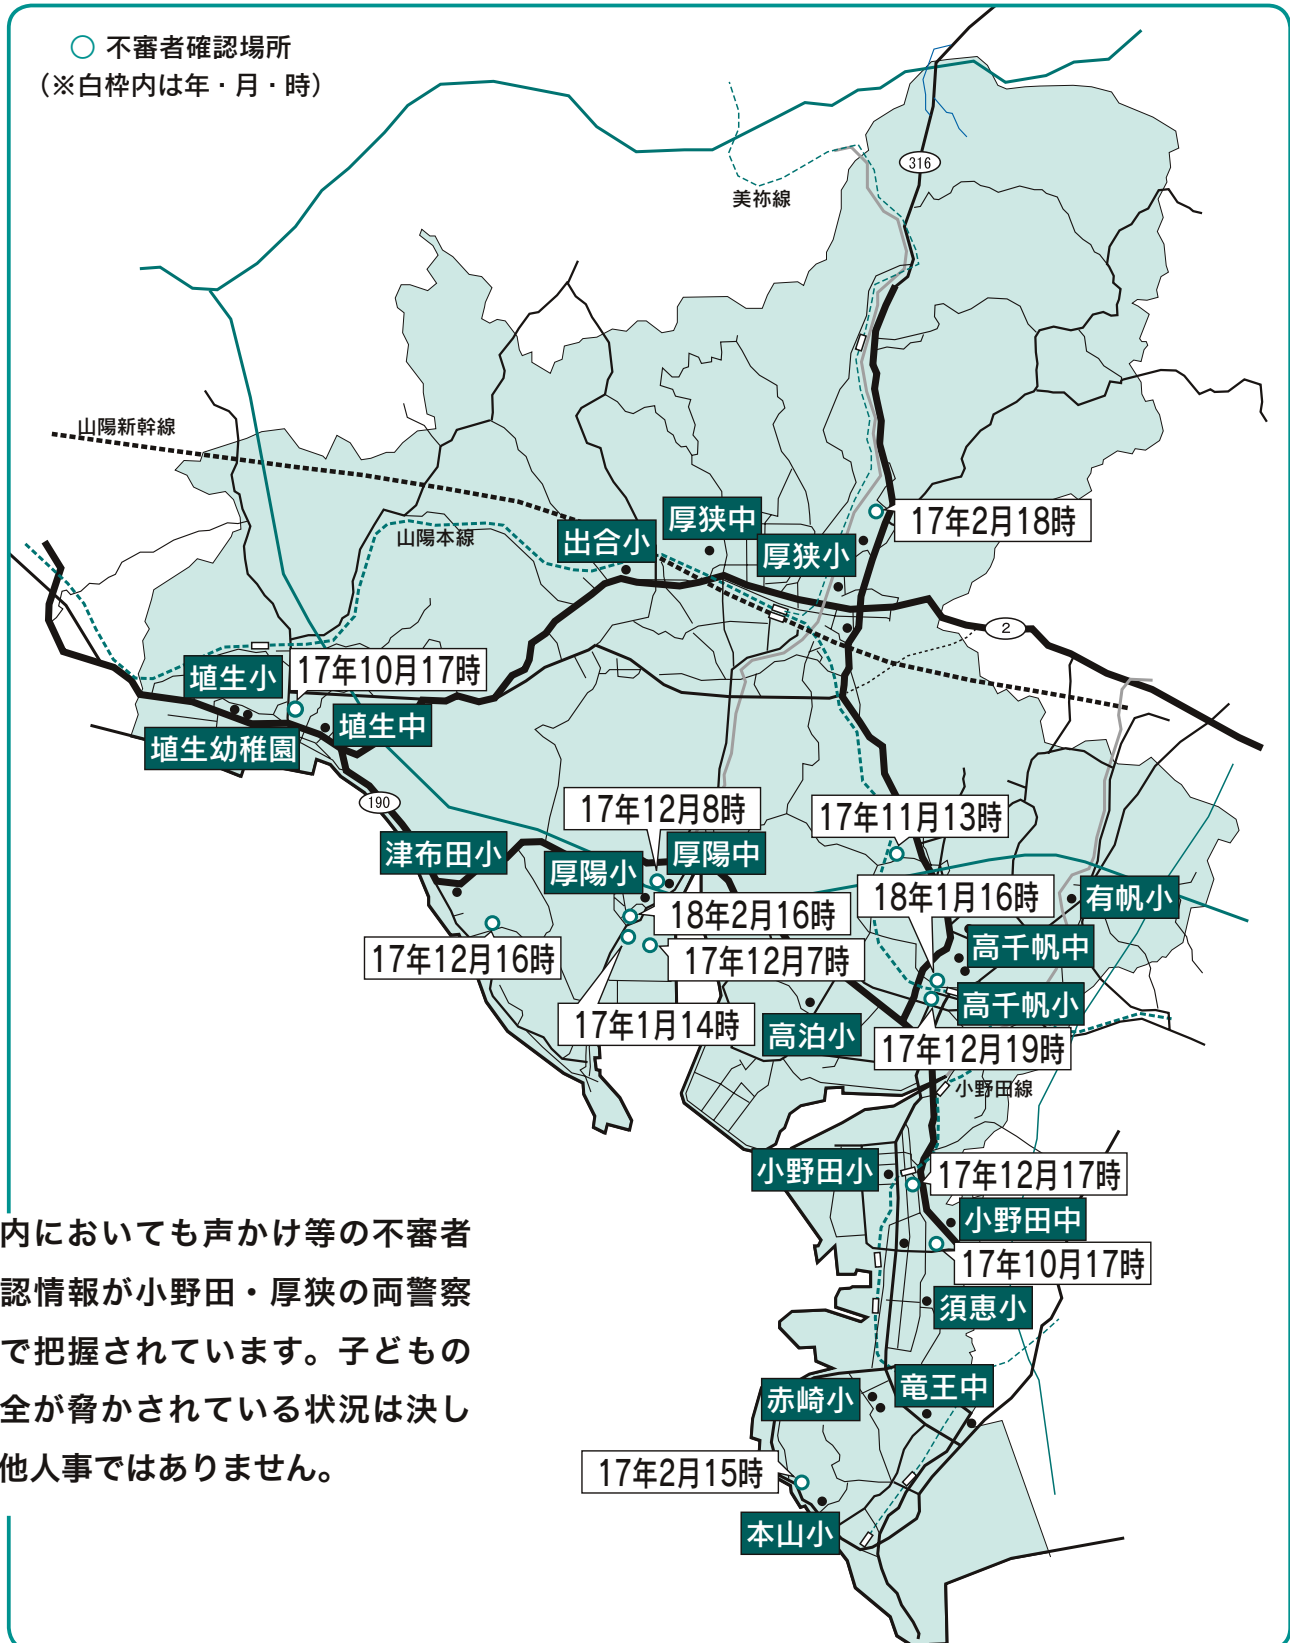 ○ 不審者確認場所
（※白枠内は年・月・時）
316
美祢線
山陽新幹線
山陽本線
出合小
厚狭中
厚狭小
17年2月18時
2
埴生小
17年10月17時
埴生中
埴生幼稚園
190
17年12月8時
17年11月13時
津布田小
厚陽小
厚陽中
18年1月16時
有帆小
18年2月16時
17年12月16時
17年12月7時
高千帆中
17年1月14時
高泊小
高千帆小
17年12月19時
小野田線
小野田小
17年12月17時
小野田中
17年10月17時
須恵小
竜王中
赤崎小
17年2月15時
本山小
内においても声かけ等の不審者
認情報が小野田・厚狭の両警察
で把握されています。子どもの
全が脅かされている状況は決し
他人事ではありません。